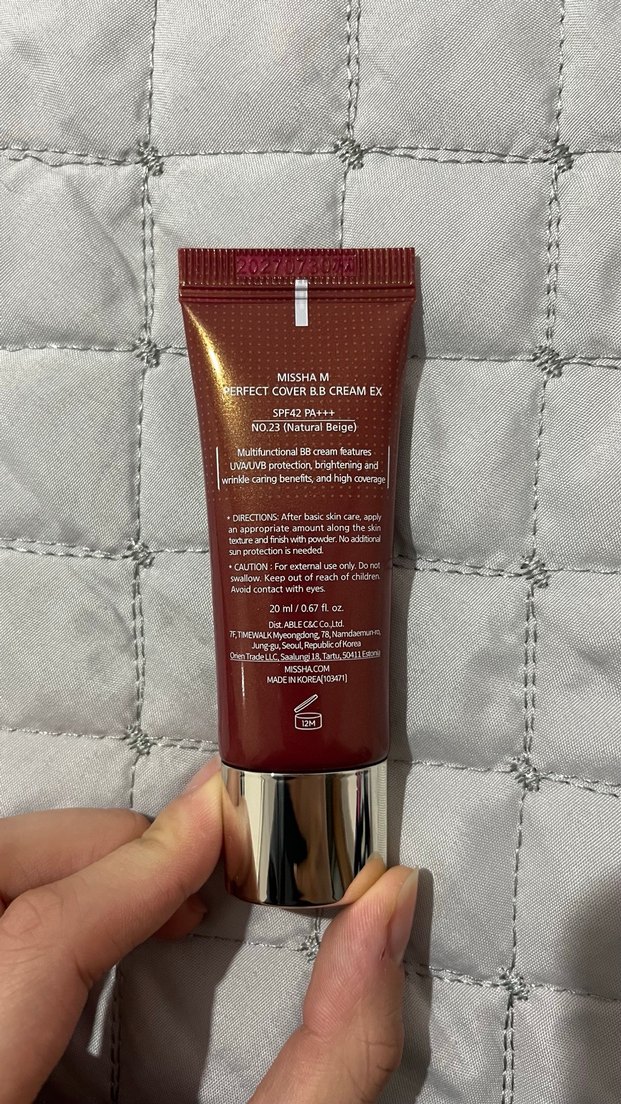 MISSHA M
PERFECT COVER B.B CREAM EX
SPF42 PA+++
NO.23 (Natural Beige)
Multifunctional BB cream features
UVA/UVB protection, brightening and
wrinkle caring benefits, and high coverage
* DIRECTIONS: After basic skin care, apply
an appropriate amount along the skin
texture and finish with powder. No additional
sun protection is needed.
* CAUTION : For external use only. Do not
swallow. Keep out of reach of children.
Avoid contact with eyes.
20 ml / 0.67 fl. oz.
Dist. ABLE C&C Co.,Ltd.
7F, TIMEWALK Myeongdong, 78, Namdaemun-ro,
Jung-gu, Seoul, Republic of Korea
Orien Trade LLC, Saalungi 18, Tartu, 50411 Estonia
MISSHA.COM
MADE IN KOREA[103471]
12M